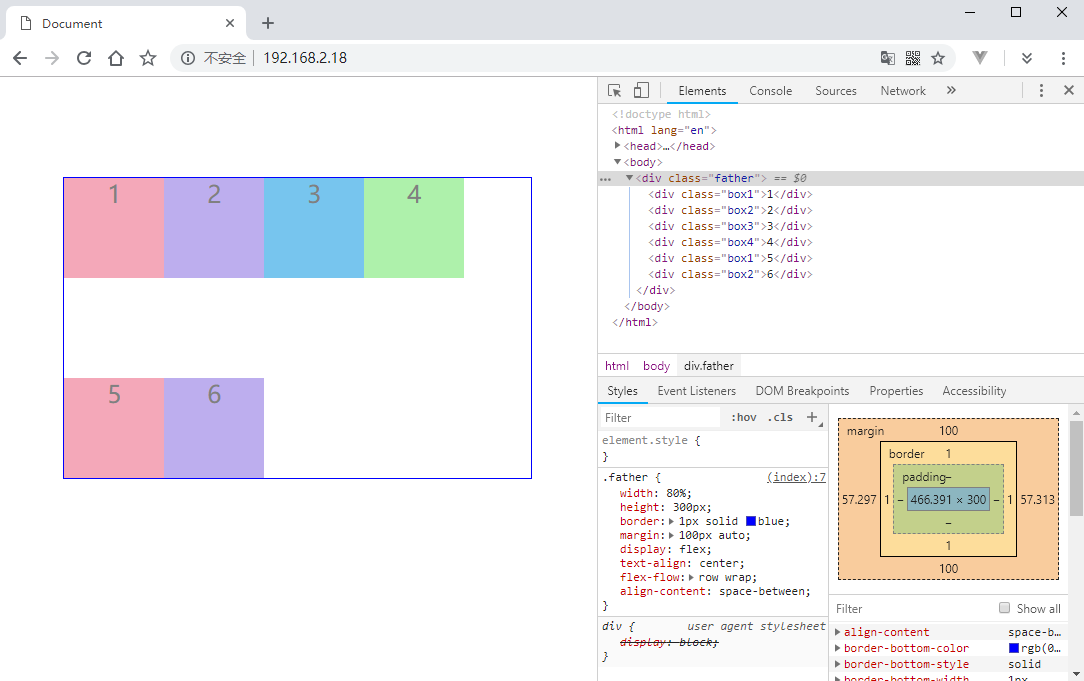 Document
不安全 192.168.2.18
1 2 3 4
5 6
Elements Console Sources Network
<!doctype html>
<html lang="en">
<head>…</head>
<body>
<div class="father"> == $0
<div class="box1">1</div>
<div class="box2">2</div>
<div class="box3">3</div>
<div class="box4">4</div>
<div class="box1">5</div>
<div class="box2">6</div>
</div>
</body>
</html>
html body div.father
Styles Event Listeners DOM Breakpoints Properties Accessibility
Filter :hov .cls +
element.style {
}
.father { (index):7
width: 80%;
height: 300px;
border: 1px solid blue;
margin: 100px auto;
display: flex;
text-align: center;
flex-flow: row wrap;
align-content: space-between;
}
div { user agent stylesheet
display: block;
}
margin 100
border 1
padding–
57.297 1 – 466.391 × 300 – 1 57.313
–
1
100
Filter Show all
align-content space-b…
border-bottom-color rgb(0…
border-bottom-style solid
border-bottom-width 1px